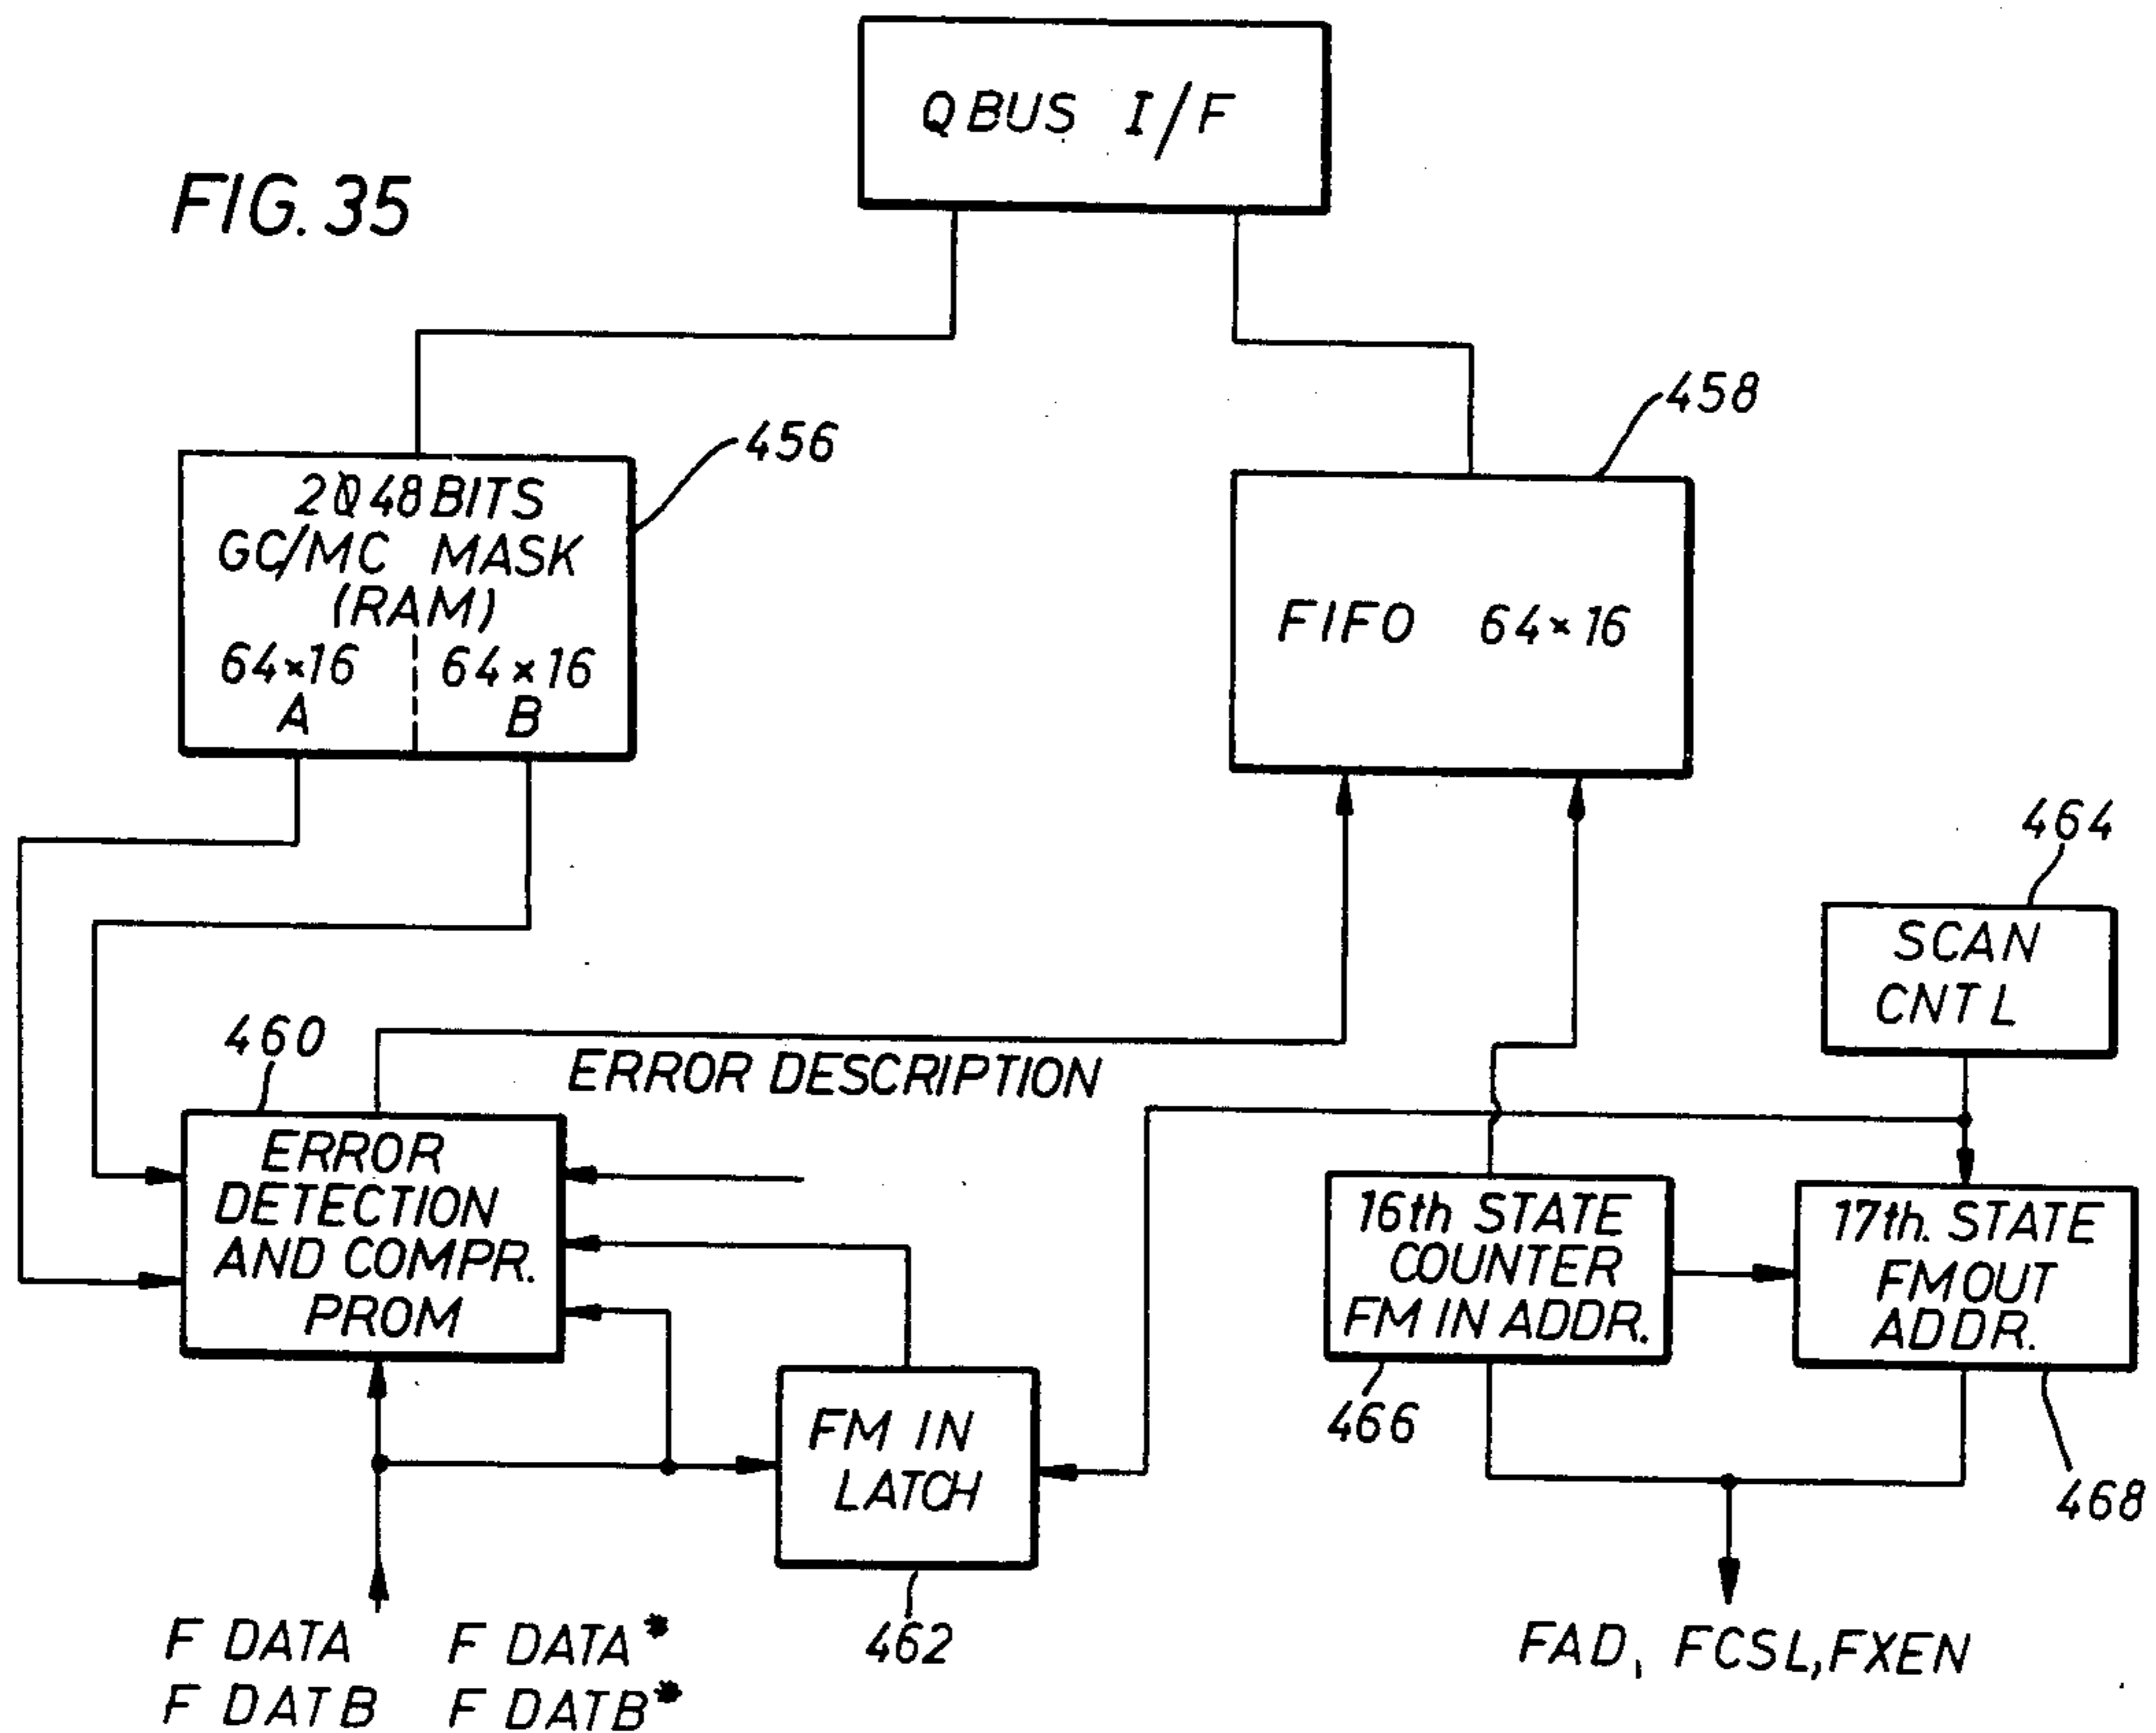 FIG. 35
QBUS I/F
456
2048 BITS
GC/MC MASK
(RAM)
64×16 64×16
A B
458
FIFO 64×16
464
SCAN
CNTL
460
ERROR DESCRIPTION
ERROR
DETECTION
AND COMPR.
PROM
16th STATE
COUNTER
FM IN ADDR.
17th. STATE
FM OUT
ADDR.
FM IN
LATCH
466
468
462
F DATA F DATA*
F DATB F DATB*
FAD, FCSL, FXEN